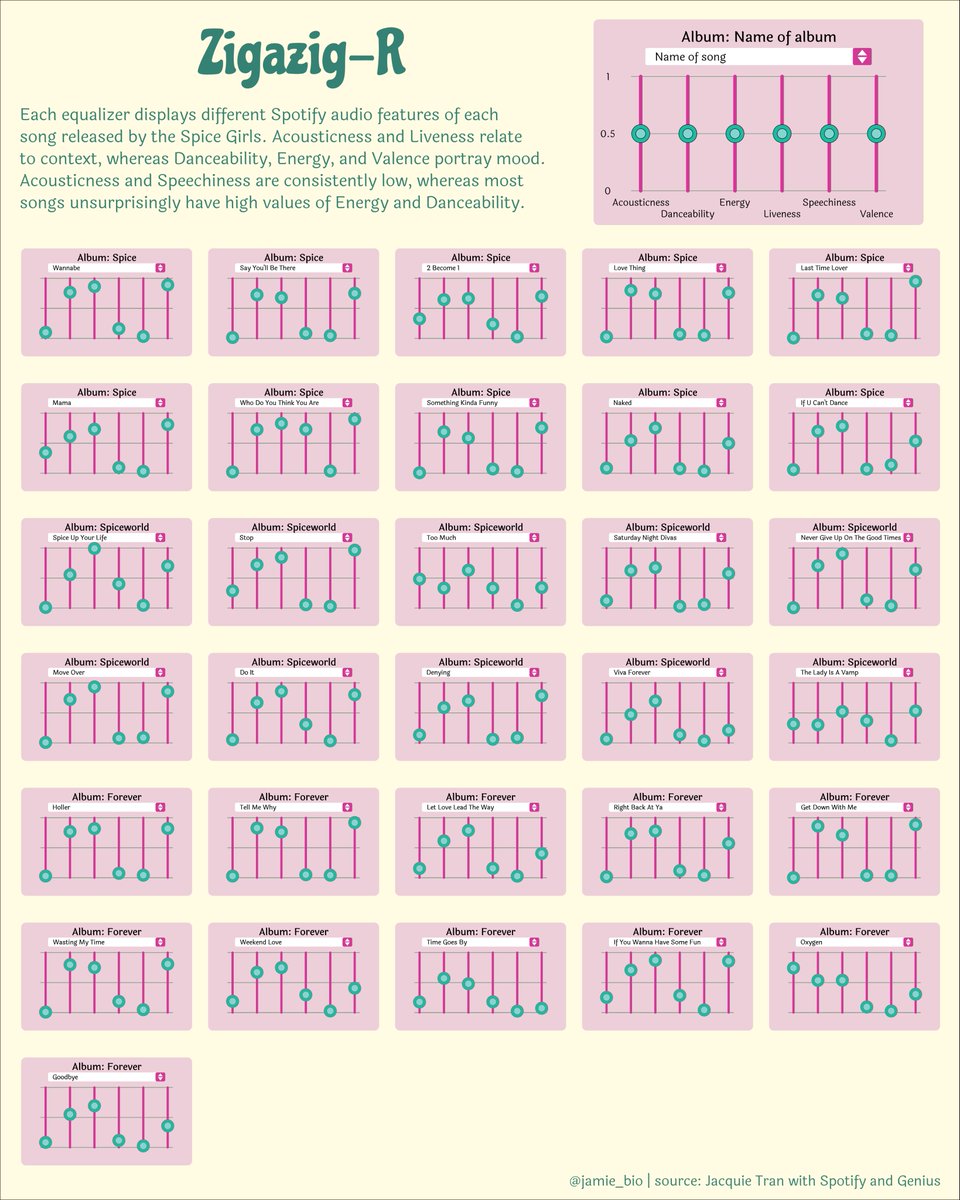 Zigazig-R
Each equalizer displays different Spotify audio features of each
song released by the Spice Girls. Acousticness and Liveness relate
to context, whereas Danceability, Energy, and Valence portray mood.
Acousticness and Speechiness are consistently low, whereas most
songs unsurprisingly have high values of Energy and Danceability.
Album: Name of album
Name of song
1
0.5
0
Acousticness
Danceability
Energy
Liveness
Speechiness
Valence
Album: Spice
Wannabe
Album: Spice
Say You'll Be There
Album: Spice
2 Become 1
Album: Spice
Love Thing
Album: Spice
Last Time Lover
Album: Spice
Mama
Album: Spice
Who Do You Think You Are
Album: Spice
Something Kinda Funny
Album: Spice
Naked
Album: Spice
If U Can't Dance
Album: Spiceworld
Spice Up Your Life
Album: Spiceworld
Stop
Album: Spiceworld
Too Much
Album: Spiceworld
Saturday Night Divas
Album: Spiceworld
Never Give Up On The Good Times
Album: Spiceworld
Move Over
Album: Spiceworld
Do It
Album: Spiceworld
Denying
Album: Spiceworld
Viva Forever
Album: Spiceworld
The Lady Is A Vamp
Album: Forever
Holler
Album: Forever
Tell Me Why
Album: Forever
Let Love Lead The Way
Album: Forever
Right Back At Ya
Album: Forever
Get Down With Me
Album: Forever
Wasting My Time
Album: Forever
Weekend Love
Album: Forever
Time Goes By
Album: Forever
If You Wanna Have Some Fun
Album: Forever
Oxygen
Album: Forever
Goodbye
@jamie_bio | source: Jacquie Tran with Spotify and Genius